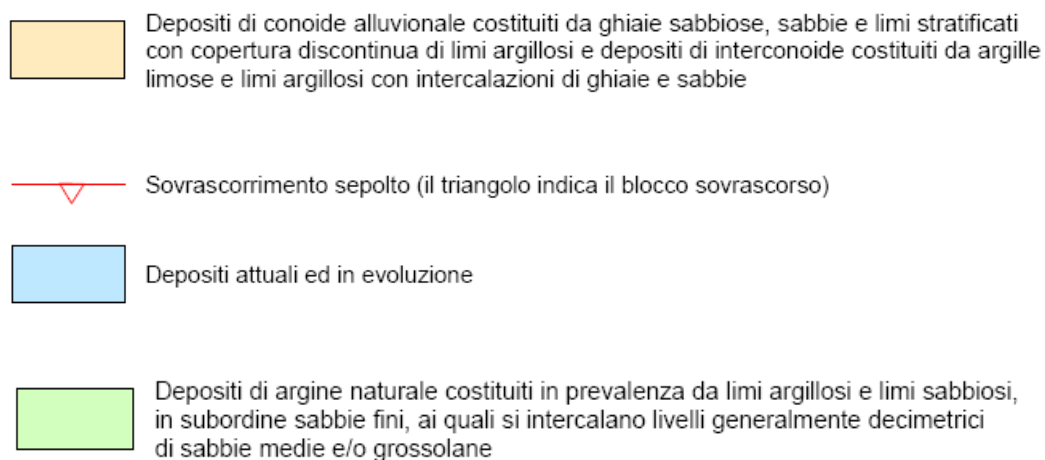 Depositi di conoide alluvionale costituiti da ghiaie sabbiose, sabbie e limi stratificati
con copertura discontinua di limi argillosi e depositi di interconoide costituiti da argille
limose e limi argillosi con intercalazioni di ghiaie e sabbie
Sovrascorrimento sepolto (il triangolo indica il blocco sovrascorso)
Depositi attuali ed in evoluzione
Depositi di argine naturale costituiti in prevalenza da limi argillosi e limi sabbiosi,
in subordine sabbie fini, ai quali si intercalano livelli generalmente decimetrici
di sabbie medie e/o grossolane